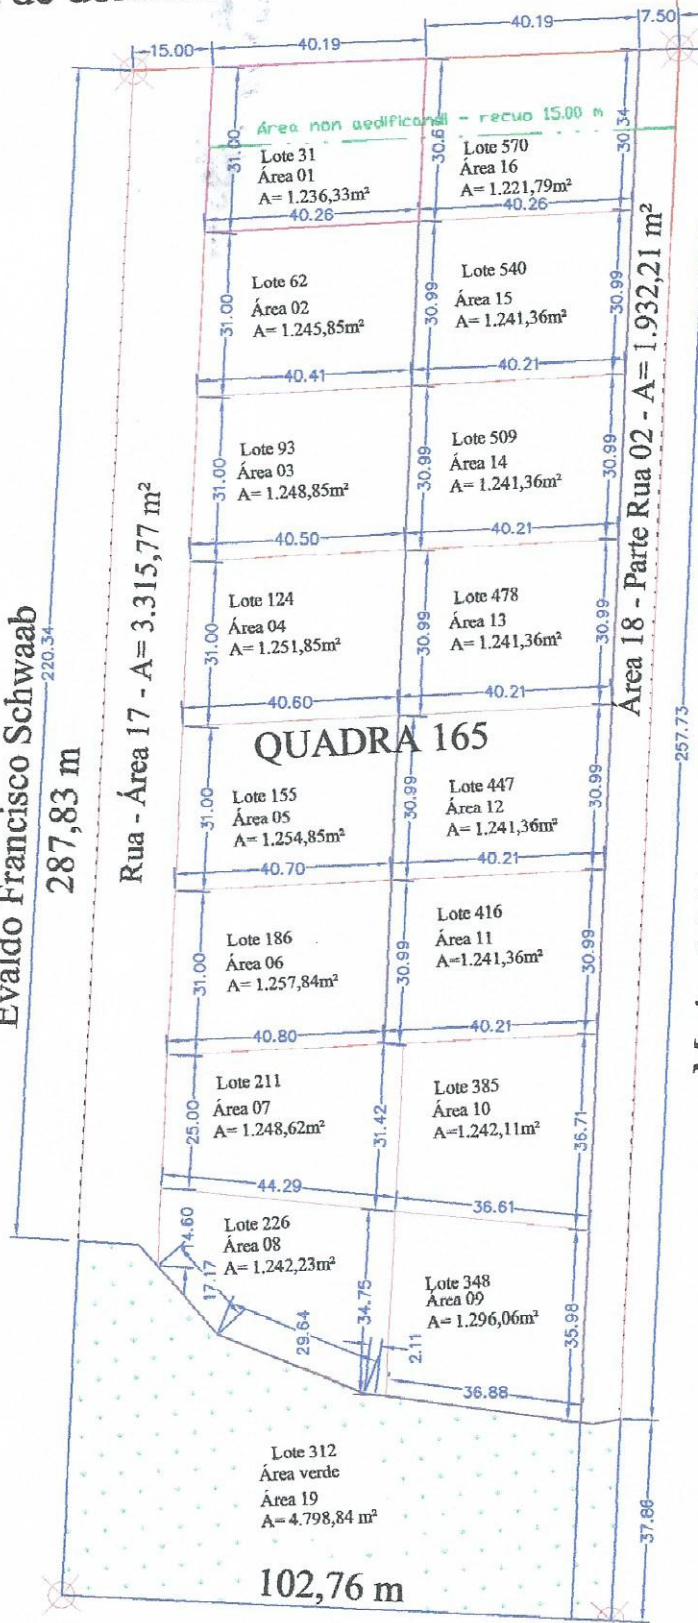 15.00
40.19
40.19
7.50
Área non aedificandi - recuo 15.00 m
31.00
Lote 31
Área 01
A= 1.236,33m²
40.26
30.6
Lote 570
Área 16
A= 1.221,79m²
40.26
30.34
31.00
Lote 62
Área 02
A= 1.245,85m²
40.41
30.99
Lote 540
Área 15
A= 1.241,36m²
40.21
30.99
31.00
Lote 93
Área 03
A= 1.248,85m²
40.50
30.99
Lote 509
Área 14
A= 1.241,36m²
40.21
30.99
31.00
Lote 124
Área 04
A= 1.251,85m²
40.60
30.99
Lote 478
Área 13
A= 1.241,36m²
40.21
30.99
QUADRA 165
31.00
Lote 155
Área 05
A= 1.254,85m²
40.70
30.99
Lote 447
Área 12
A= 1.241,36m²
40.21
30.99
31.00
Lote 186
Área 06
A= 1.257,84m²
40.80
30.99
Lote 416
Área 11
A=1.241,36m²
40.21
30.99
25.00
Lote 211
Área 07
A= 1.248,62m²
44.29
31.42
Lote 385
Área 10
A=1.242,11m²
36.61
36.71
14.60
Lote 226
Área 08
A= 1.242,23m²
17.17
29.64
34.75
2.11
Lote 348
Área 09
A= 1.296,06m²
36.88
35.98
Lote 312
Área verde
Área 19
A= 4.798,84 m²
102,76 m
37.86
Evaldo Francisco Schwaab
220.34
287,83 m
Rua - Área 17 - A= 3.315,77 m²
Área 18 - Parte Rua 02 - A= 1.932,21 m²
257.73